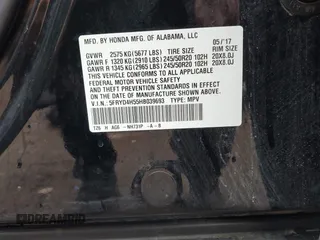 MFD. BY HONDA MFG. OF ALABAMA, LLC 05/17
GVWR 2575 KG (5677 LBS) TIRE SIZE RIM SIZE
GAWR F 1320 KG (2910 LBS) 245/50R20 102H 20X8.0J
GAWR R 1345 KG (2965 LBS) 245/50R20 102H 20X8.0J
THIS VEHICLE CONFORMS TO ALL APPLICABLE
FEDERAL MOTOR VEHICLE SAFETY AND
THEFT PREVENTION STANDARDS IN EFFECT ON THE
DATE OF MANUFACTURE SHOWN ABOVE.
V.I.N: 5FRYD4H55HB039693 TYPE: MPV
NH731P -A-
DREAMBID